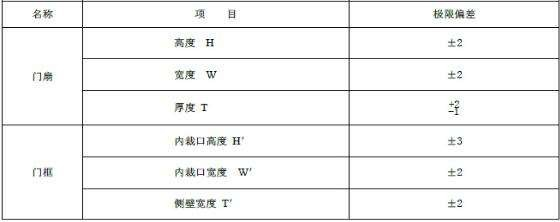 名称 项 目 极限偏差
门扇
高度 H ±2
宽度 W ±2
厚度 T +2 -1
门框
内裁口高度 H′ ±3
内裁口宽度 W′ ±2
侧壁宽度 T′ ±2